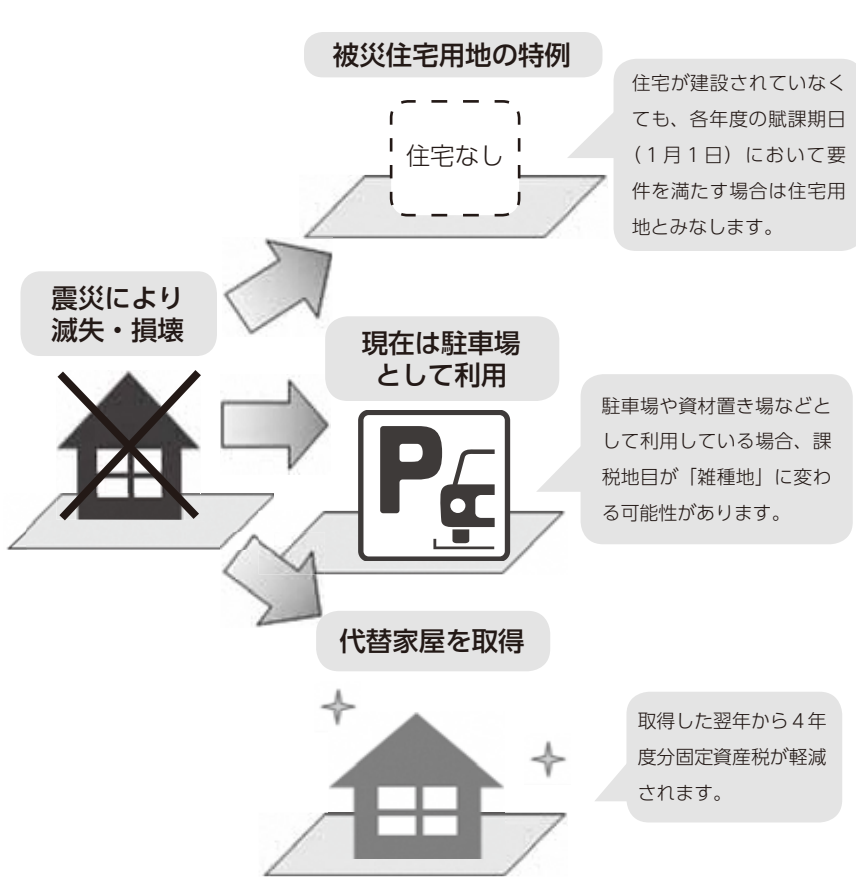 被災住宅用地の特例
住宅が建設されていなく
ても、各年度の賦課期日
（１月１日）において要
件を満たす場合は住宅用
地とみなします。
住宅なし
震災により
滅失・損壊
現在は駐車場
として利用
P
駐車場や資材置き場などと
して利用している場合、課
税地目が「雑種地」に変わ
る可能性があります。
代替家屋を取得
取得した翌年から４年
度分固定資産税が軽減
されます。